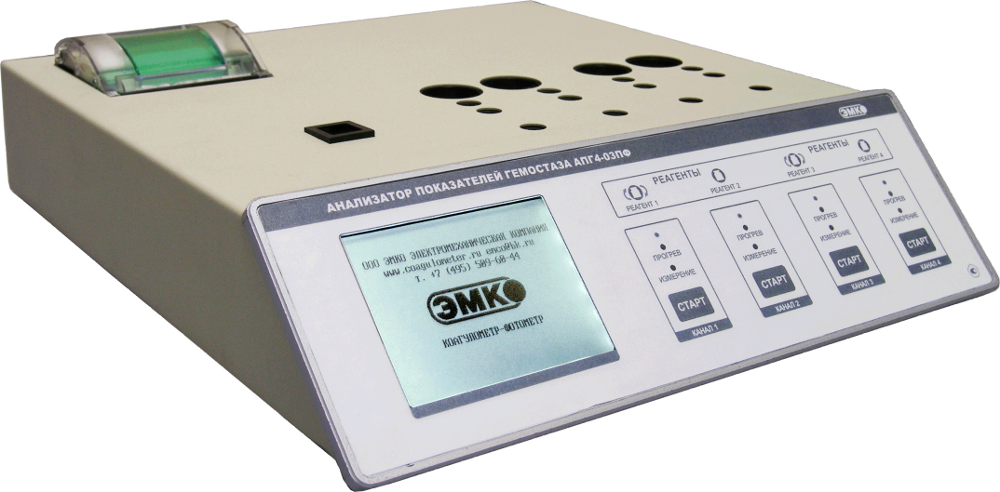 АНАЛИЗАТОР ПОКАЗАТЕЛЕЙ ГЕМОСТАЗА АПГ4-03ПФ
ЭМКО
ООО ЭМКО ЭЛЕКТРОМЕХАНИЧЕСКАЯ КОМПАНИЯ
www.coagulometer.ru emco@bk.ru
т. +7 (495) 509-60-44
ЭМКО
КОАГУЛОМЕТР-ФОТОМЕТР
РЕАГЕНТЫ
РЕАГЕНТ 1
РЕАГЕНТ 2
РЕАГЕНТЫ
РЕАГЕНТ 3
РЕАГЕНТ 4
ПРОГРЕВ
ИЗМЕРЕНИЕ
СТАРТ
КАНАЛ 1
ПРОГРЕВ
ИЗМЕРЕНИЕ
СТАРТ
КАНАЛ 2
ПРОГРЕВ
ИЗМЕРЕНИЕ
СТАРТ
КАНАЛ 3
ПРОГРЕВ
ИЗМЕРЕНИЕ
СТАРТ
КАНАЛ 4